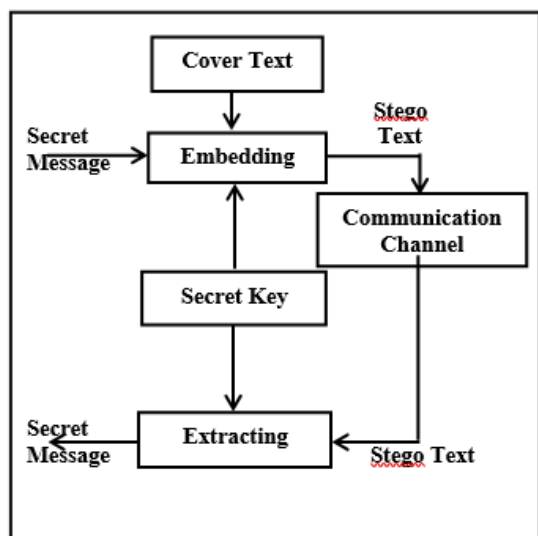 Cover Text
Stego
Text
Secret
Message
Embedding
Communication
Channel
Secret Key
Secret
Message
Extracting
Stego Text